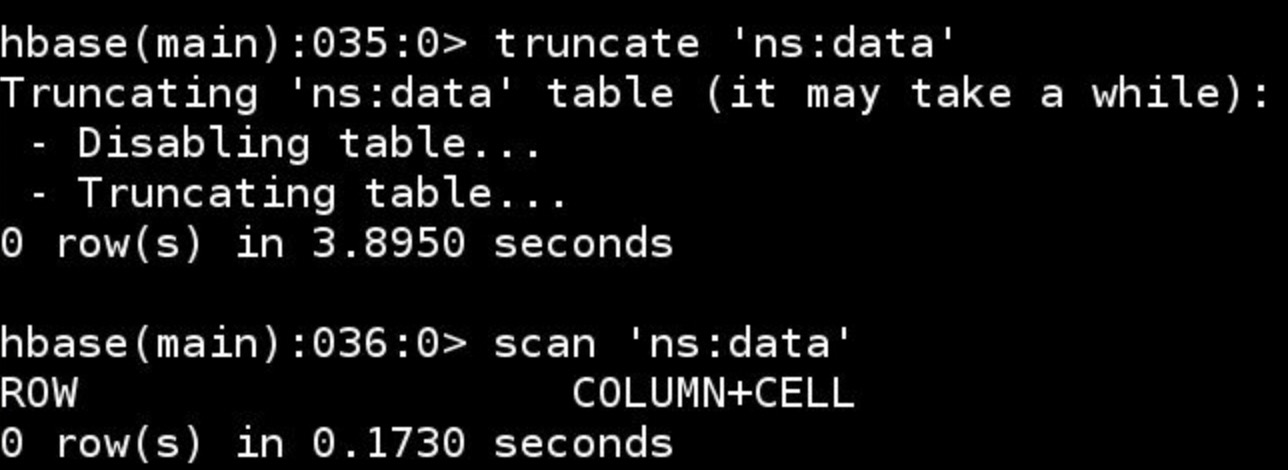 hbase(main):035:0> truncate 'ns:data'
Truncating 'ns:data' table (it may take a while):
 - Disabling table...
 - Truncating table...
0 row(s) in 3.8950 seconds

hbase(main):036:0> scan 'ns:data'
ROW                   COLUMN+CELL
0 row(s) in 0.1730 seconds